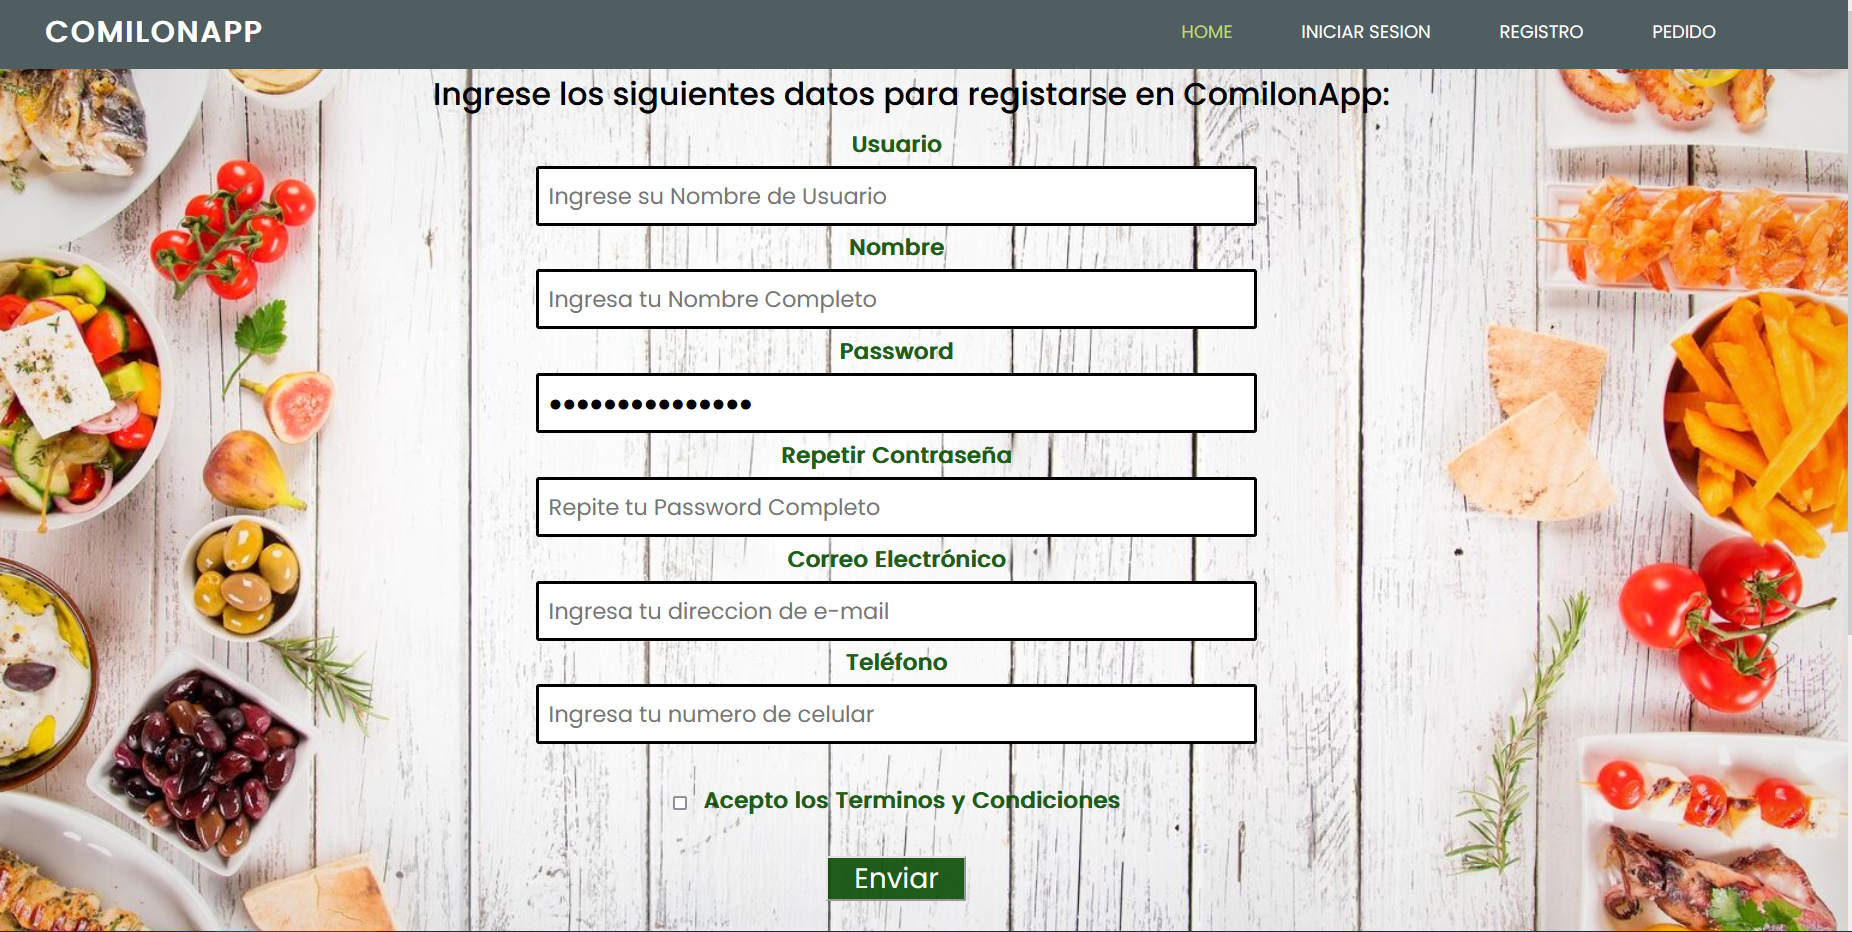 COMILONAPP
HOME INICIAR SESION REGISTRO PEDIDO
Ingrese los siguientes datos para registarse en ComilonApp:
Usuario
Ingrese su Nombre de Usuario
Nombre
Ingresa tu Nombre Completo
Password
•••••••••••••••
Repetir Contraseña
Repite tu Password Completo
Correo Electrónico
Ingresa tu direccion de e-mail
Teléfono
Ingresa tu numero de celular
Acepto los Terminos y Condiciones
Enviar